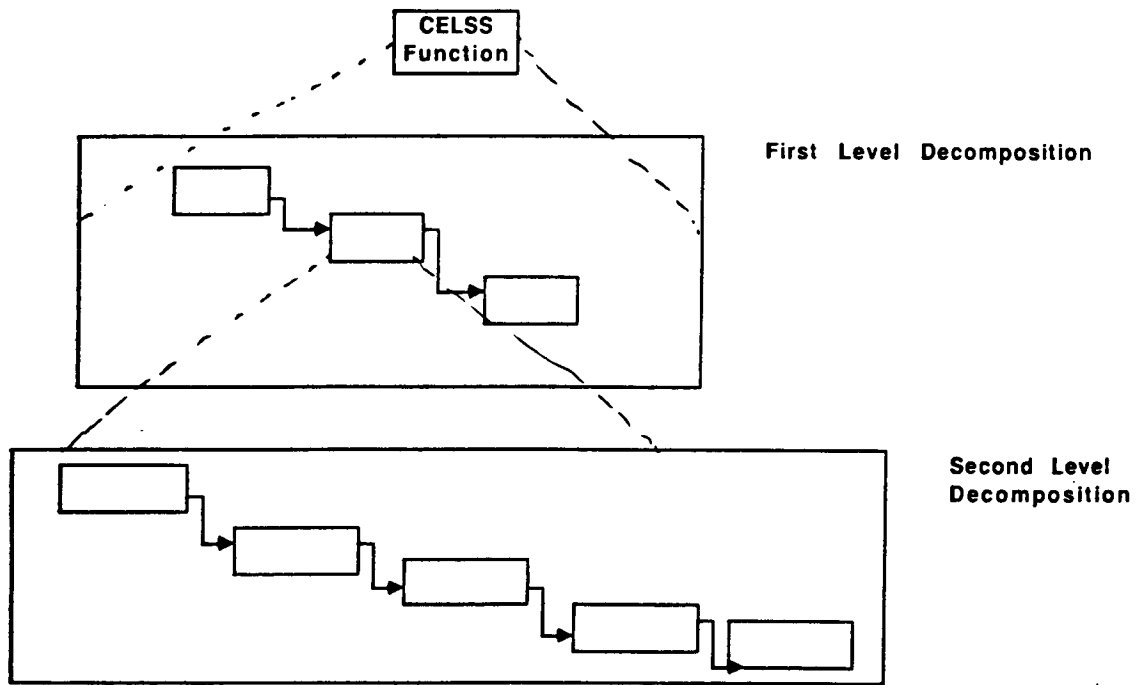 CELSS
Function
First Level Decomposition
Second Level
Decomposition